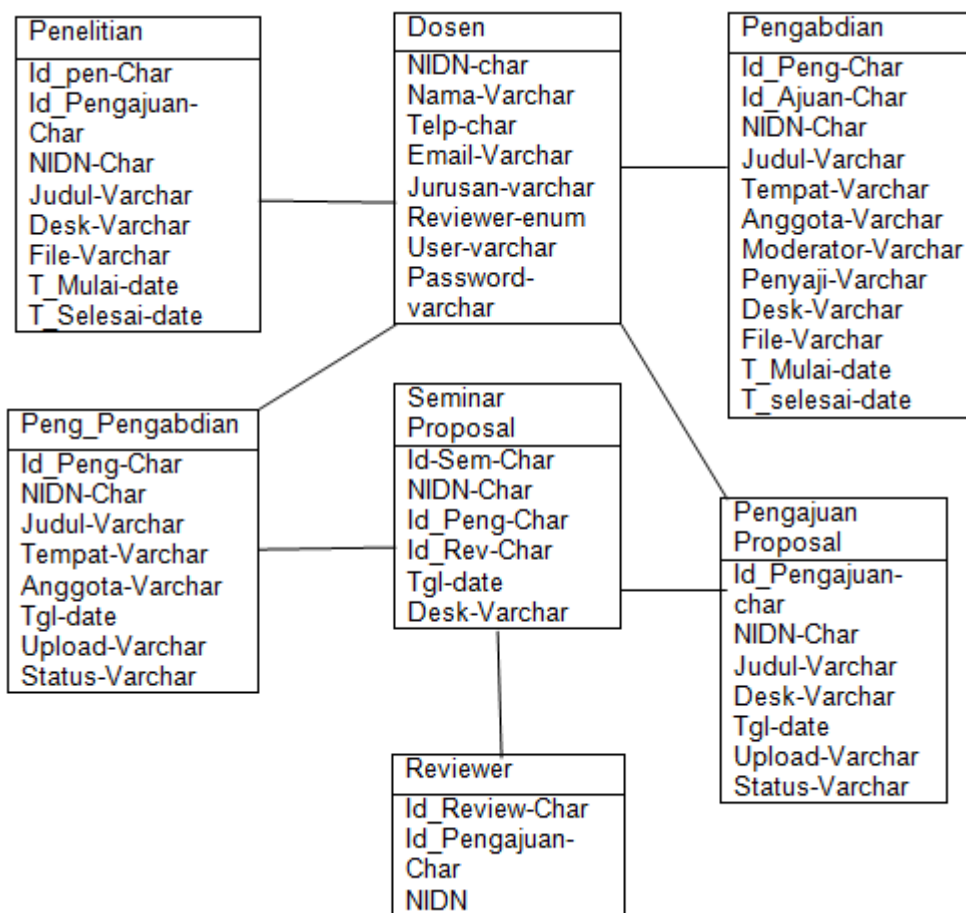 Penelitian
Id_pen-Char
Id_Pengajuan-
Char
NIDN-Char
Judul-Varchar
Desk-Varchar
File-Varchar
T_Mulai-date
T_Selesai-date
Dosen
NIDN-char
Nama-Varchar
Telp-char
Email-Varchar
Jurusan-varchar
Reviewer-enum
User-varchar
Password-
varchar
Pengabdian
Id_Peng-Char
Id_Ajuan-Char
NIDN-Char
Judul-Varchar
Tempat-Varchar
Anggota-Varchar
Moderator-Varchar
Penyaji-Varchar
Desk-Varchar
File-Varchar
T_Mulai-date
T_selesai-date
Peng_Pengabdian
Id_Peng-Char
NIDN-Char
Judul-Varchar
Tempat-Varchar
Anggota-Varchar
Tgl-date
Upload-Varchar
Status-Varchar
Seminar
Proposal
Id-Sem-Char
NIDN-Char
Id_Peng-Char
Id_Rev-Char
Tgl-date
Desk-Varchar
Pengajuan
Proposal
Id_Pengajuan-
char
NIDN-Char
Judul-Varchar
Desk-Varchar
Tgl-date
Upload-Varchar
Status-Varchar
Reviewer
Id_Review-Char
Id_Pengajuan-
Char
NIDN